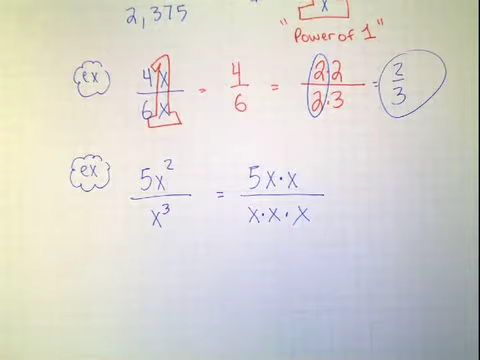 2,375
x
"Power of 1"
ex 4x/6x = 4/6 = 2·2/2·3 = 2/3
ex 5x²/x³ = 5x·x/x·x·x